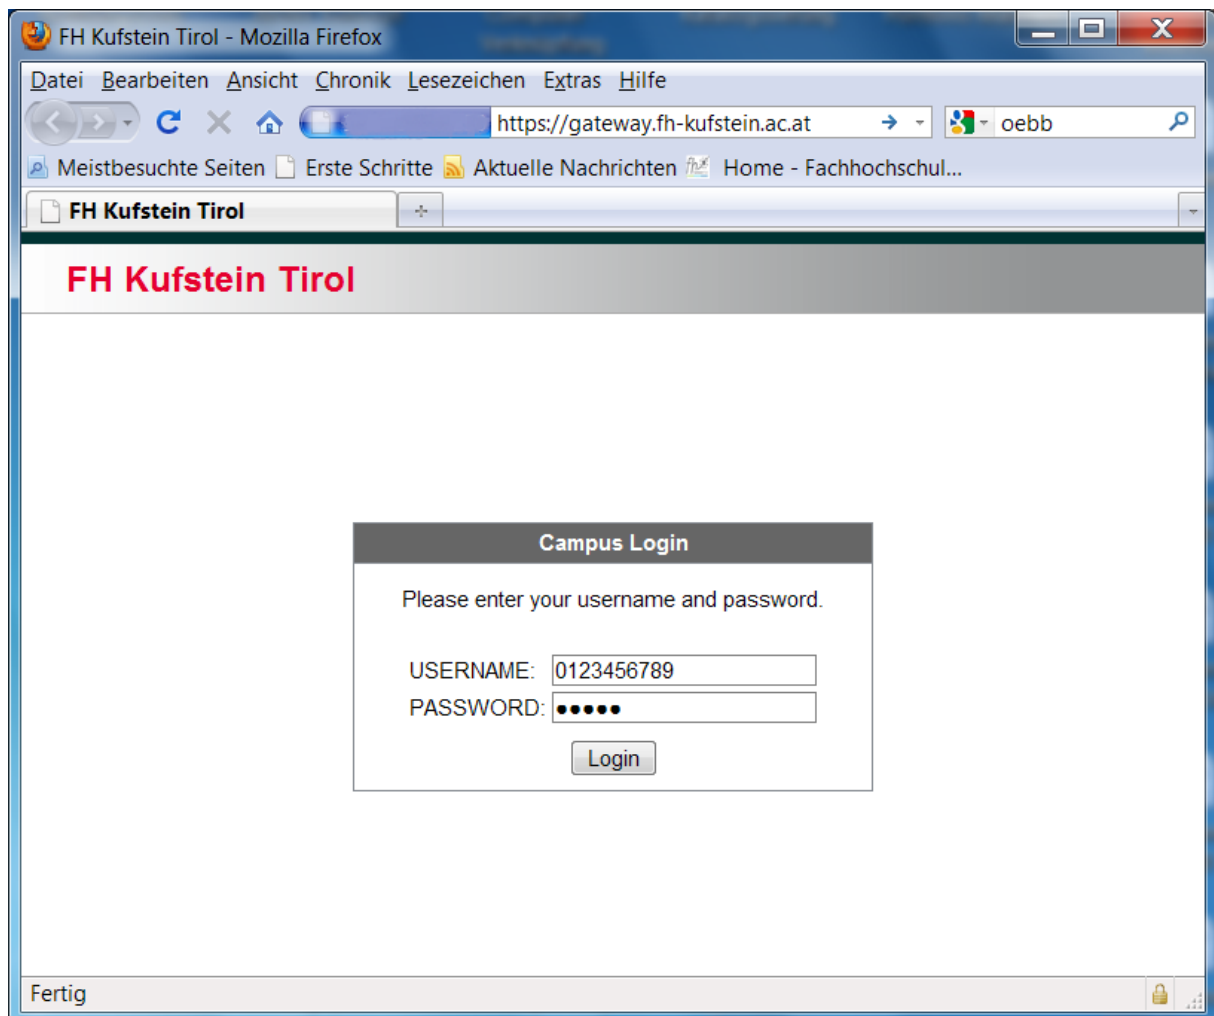 FH Kufstein Tirol - Mozilla Firefox
Datei Bearbeiten Ansicht Chronik Lesezeichen Extras Hilfe
https://gateway.fh-kufstein.ac.at oebb
Meistbesuchte Seiten Erste Schritte Aktuelle Nachrichten Home - Fachhochschul...
FH Kufstein Tirol
FH Kufstein Tirol
Campus Login
Please enter your username and password.
USERNAME: 0123456789
PASSWORD: •••••
Login
Fertig